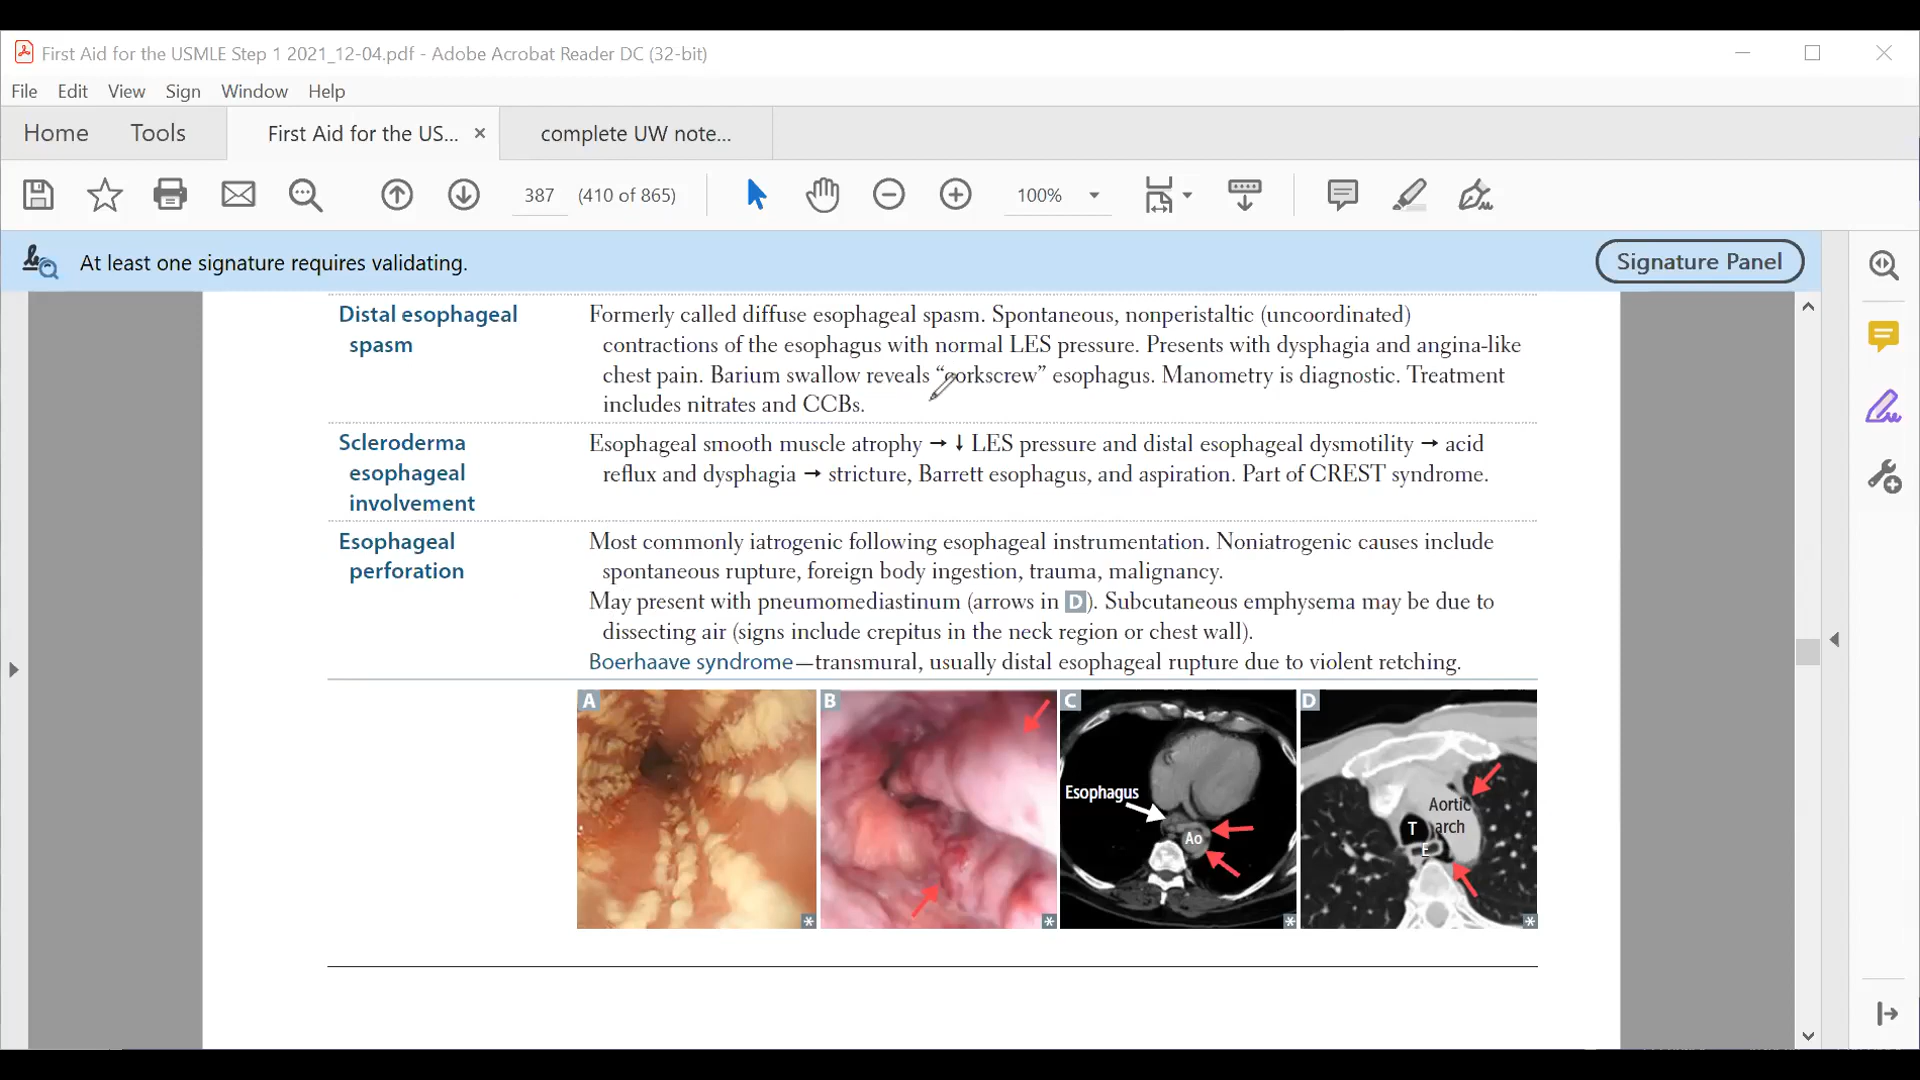 First Aid for the USMLE Step 1 2021_12-04.pdf - Adobe Acrobat Reader DC (32-bit)
File Edit View Sign Window Help
Home Tools First Aid for the US... × complete UW note...
387 (410 of 865) 100%
At least one signature requires validating. Signature Panel
Distal esophageal
spasm
Formerly called diffuse esophageal spasm. Spontaneous, nonperistaltic (uncoordinated)
contractions of the esophagus with normal LES pressure. Presents with dysphagia and angina-like
chest pain. Barium swallow reveals “corkscrew” esophagus. Manometry is diagnostic. Treatment
includes nitrates and CCBs.
Scleroderma
esophageal
involvement
Esophageal smooth muscle atrophy → ↓ LES pressure and distal esophageal dysmotility → acid
reflux and dysphagia → stricture, Barrett esophagus, and aspiration. Part of CREST syndrome.
Esophageal
perforation
Most commonly iatrogenic following esophageal instrumentation. Noniatrogenic causes include
spontaneous rupture, foreign body ingestion, trauma, malignancy.
May present with pneumomediastinum (arrows in D). Subcutaneous emphysema may be due to
dissecting air (signs include crepitus in the neck region or chest wall).
Boerhaave syndrome—transmural, usually distal esophageal rupture due to violent retching.
A B C D
Esophagus
Ao
Aortic
arch
T
E